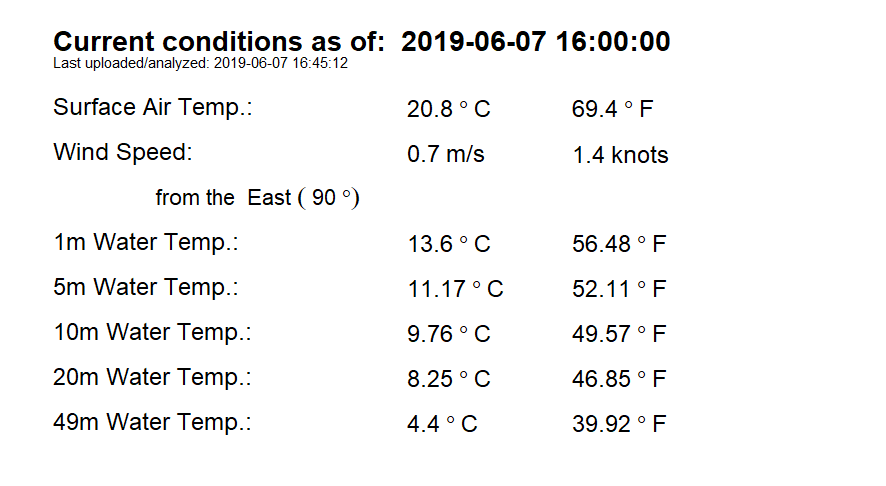 Current conditions as of: 2019-06-07 16:00:00
Last uploaded/analyzed: 2019-06-07 16:45:12
Surface Air Temp.: 20.8 ° C 69.4 ° F
Wind Speed: 0.7 m/s 1.4 knots
from the East ( 90 °)
1m Water Temp.: 13.6 ° C 56.48 ° F
5m Water Temp.: 11.17 ° C 52.11 ° F
10m Water Temp.: 9.76 ° C 49.57 ° F
20m Water Temp.: 8.25 ° C 46.85 ° F
49m Water Temp.: 4.4 ° C 39.92 ° F